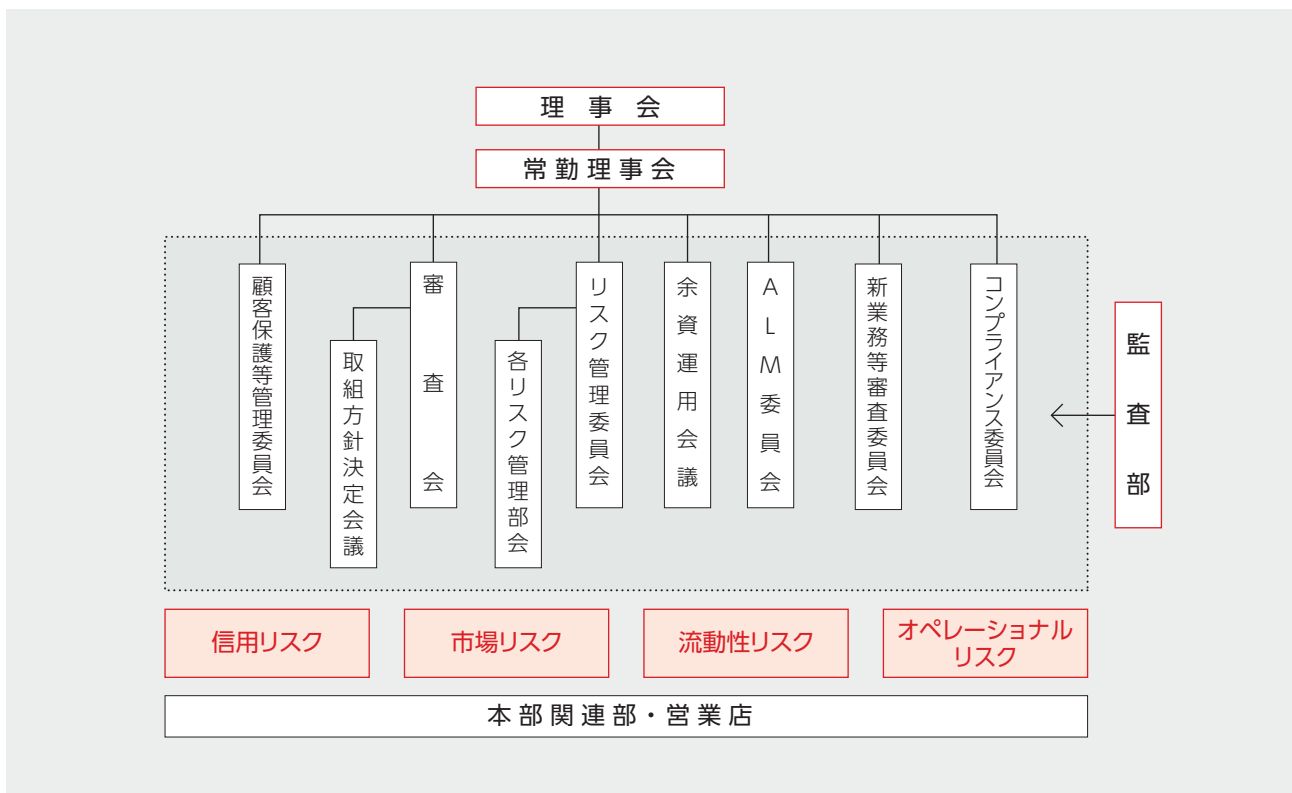 理事会
常勤理事会
顧客保護等管理委員会
取組方針決定会議
審査会
各リスク管理部会
リスク管理委員会
余資運用会議
ALM委員会
新業務等審査委員会
コンプライアンス委員会
監査部
信用リスク
市場リスク
流動性リスク
オペレーショナル
リスク
本部関連部・営業店